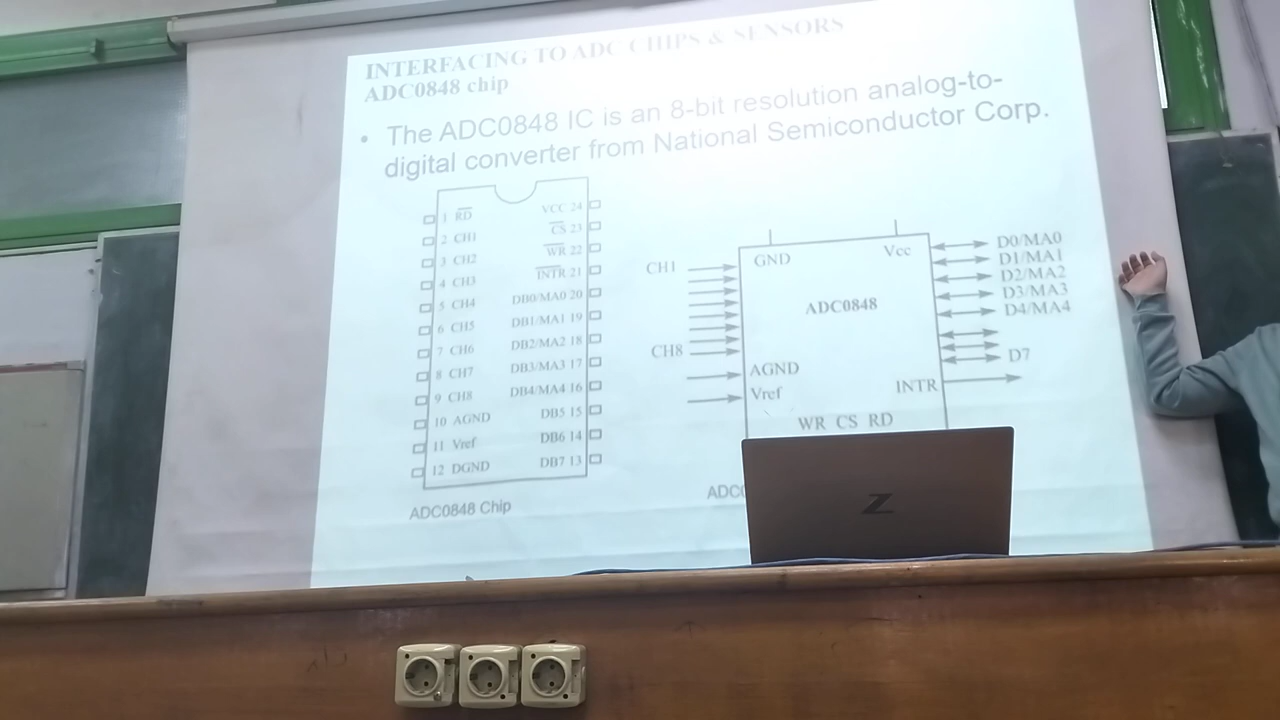 INTERFACING TO ADC CHIPS & SENSORS
ADC0848 chip
• The ADC0848 IC is an 8-bit resolution analog-to-
digital converter from National Semiconductor Corp.
1 RD
2 CH1
3 CH2
4 CH3
5 CH4
6 CH5
7 CH6
8 CH7
9 CH8
10 AGND
11 Vref
12 DGND
VCC 24
CS 23
WR 22
INTR 21
DB0/MA0 20
DB1/MA1 19
DB2/MA2 18
DB3/MA3 17
DB4/MA4 16
DB5 15
DB6 14
DB7 13
ADC0848 Chip
CH1
CH8
GND
Vcc
ADC0848
AGND
Vref
INTR
WR CS RD
D0/MA0
D1/MA1
D2/MA2
D3/MA3
D4/MA4
D7
Z